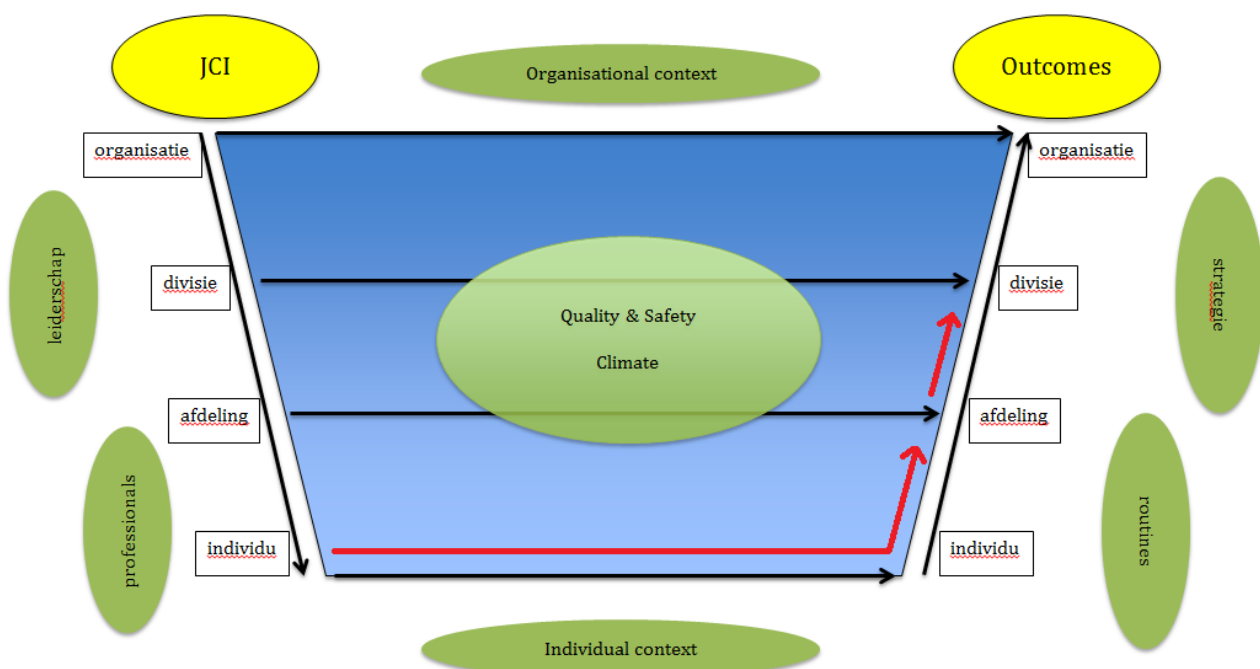 JCI
Organisational context
Outcomes
organisatie
organisatie
leiderschap
divisie
Quality & Safety
Climate
divisie
strategie
afdeling
afdeling
professionals
individu
individu
routines
Individual context